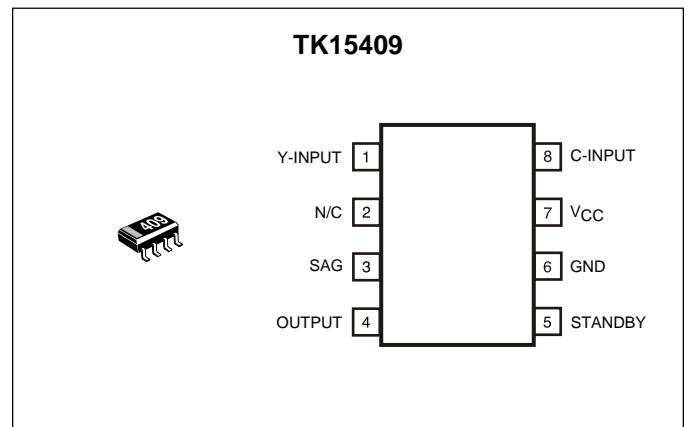 TK15409
Y-INPUT 1
8 C-INPUT
N/C 2
7 VCC
SAG 3
6 GND
OUTPUT 4
5 STANDBY
409